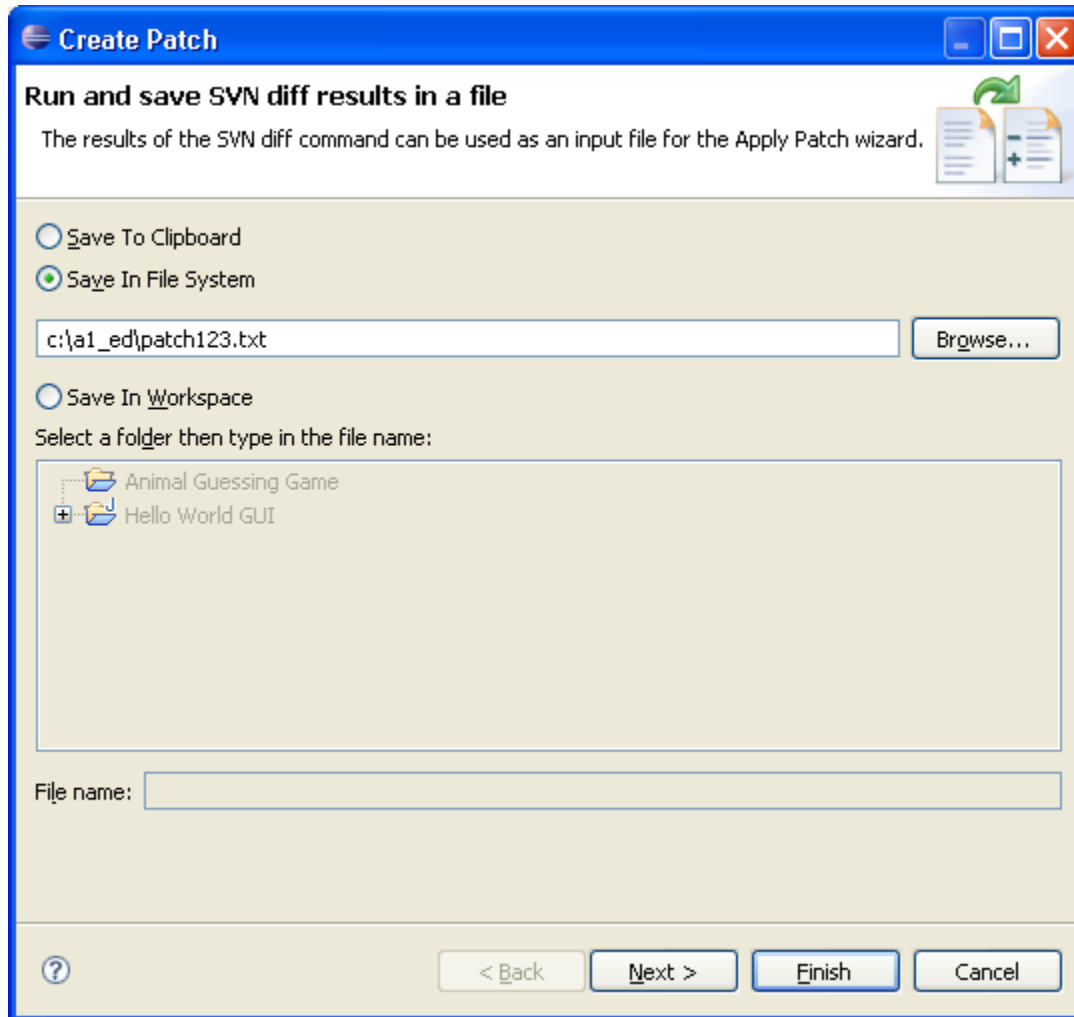 Create Patch
Run and save SVN diff results in a file
The results of the SVN diff command can be used as an input file for the Apply Patch wizard.
Save To Clipboard
Save In File System
c:\a1_ed\patch123.txt
Browse...
Save In Workspace
Select a folder then type in the file name:
Animal Guessing Game
Hello World GUI
File name:
< Back
Next >
Finish
Cancel